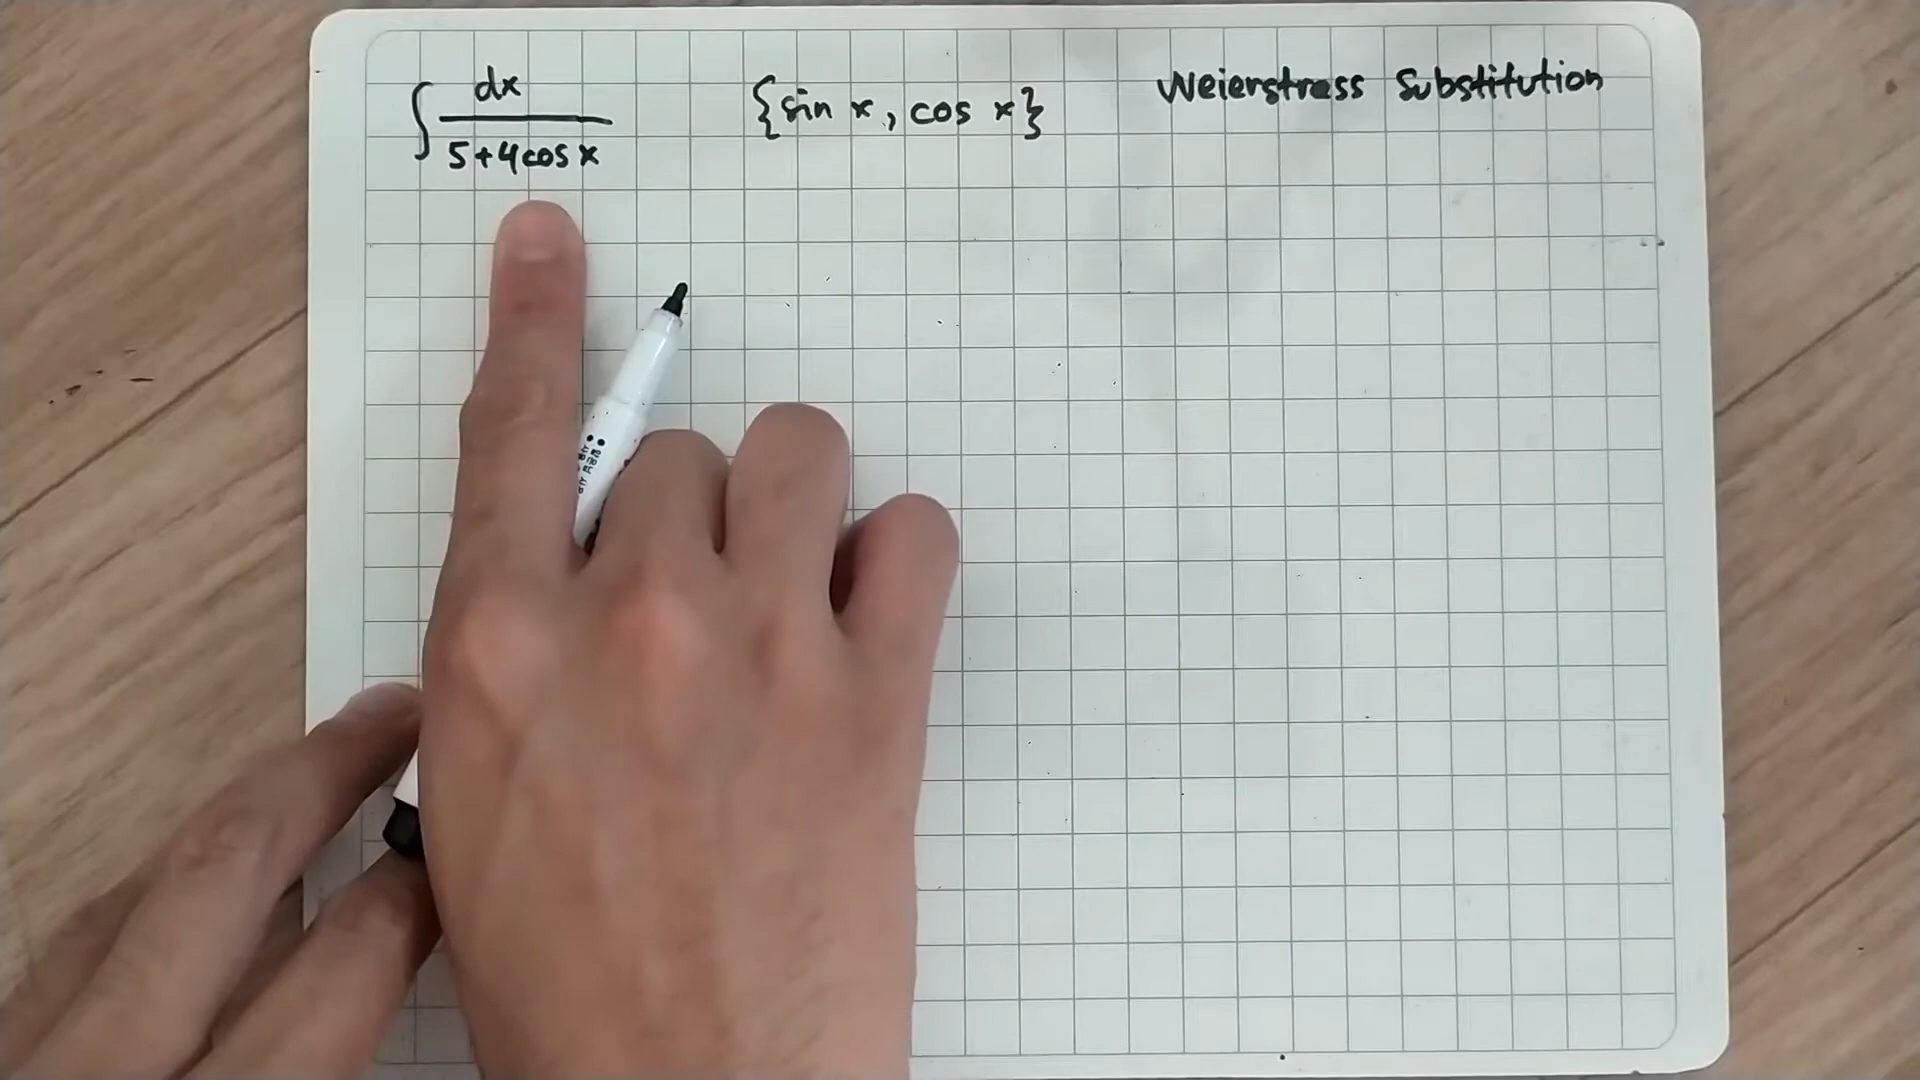 ∫ dx / 5+4cos x
{sin x, cos x}
Weierstrass Substitution